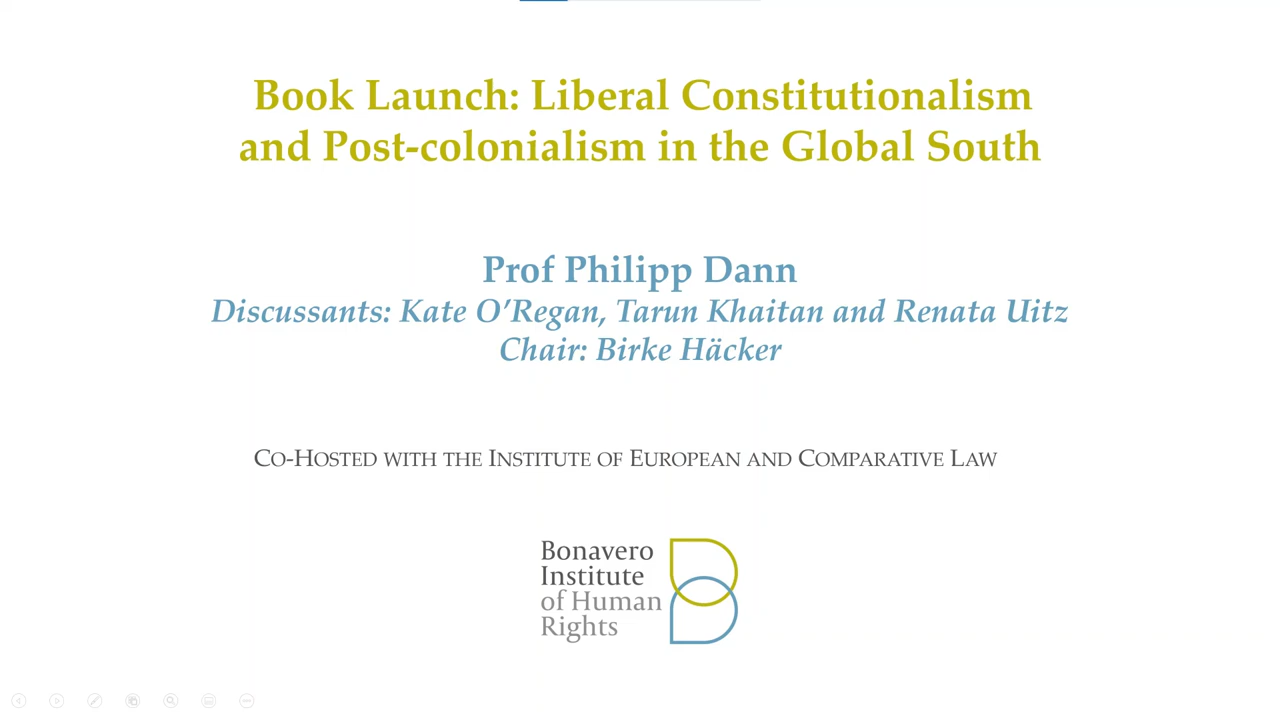 Book Launch: Liberal Constitutionalism
and Post-colonialism in the Global South
Prof Philipp Dann
Discussants: Kate O’Regan, Tarun Khaitan and Renata Uitz
Chair: Birke Häcker
Co-Hosted with the Institute of European and Comparative Law
Bonavero
Institute
of Human
Rights